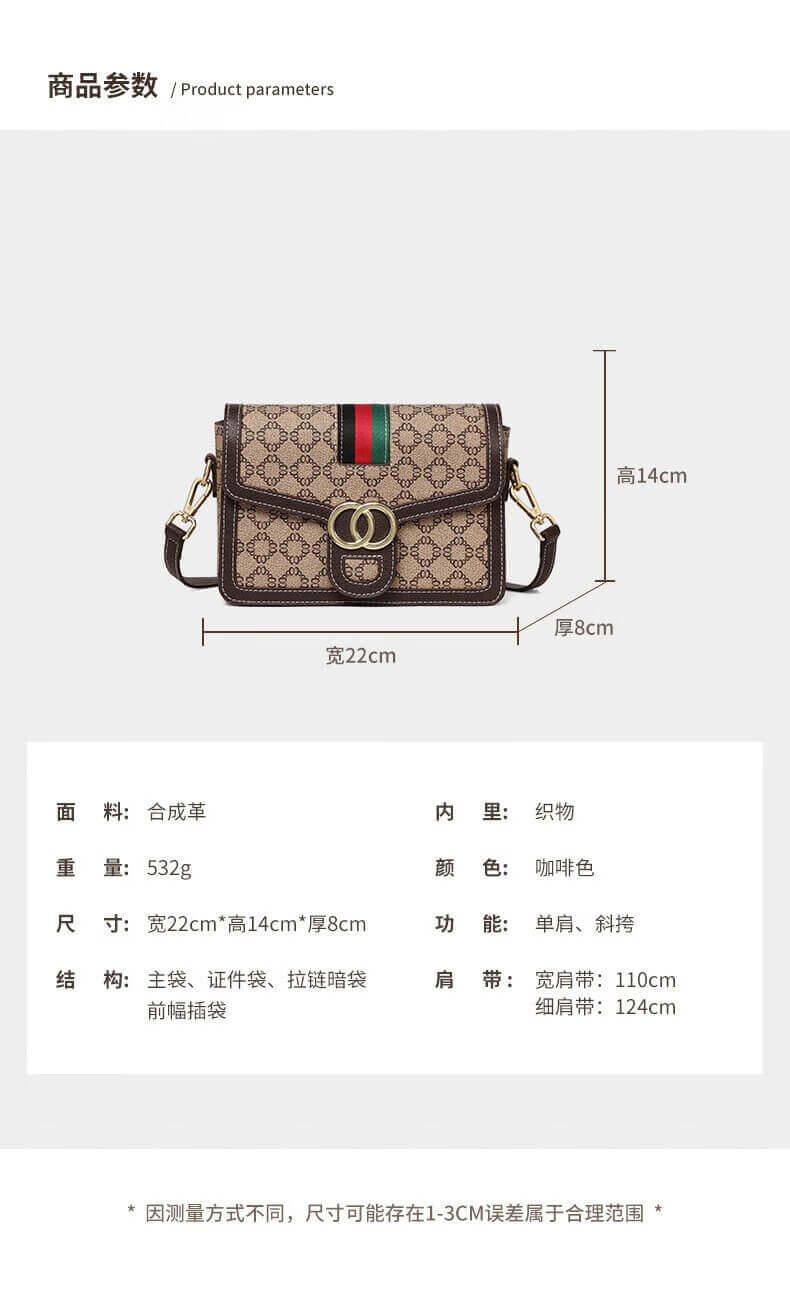 商品参数 / Product parameters
高14cm
厚8cm
宽22cm
面 料: 合成革
内 里: 织物
重 量: 532g
颜 色: 咖啡色
尺 寸: 宽22cm*高14cm*厚8cm
功 能: 单肩、斜挎
结 构: 主袋、证件袋、拉链暗袋
前幅插袋
肩 带: 宽肩带: 110cm
细肩带: 124cm
* 因测量方式不同，尺寸可能存在1-3CM误差属于合理范围 *